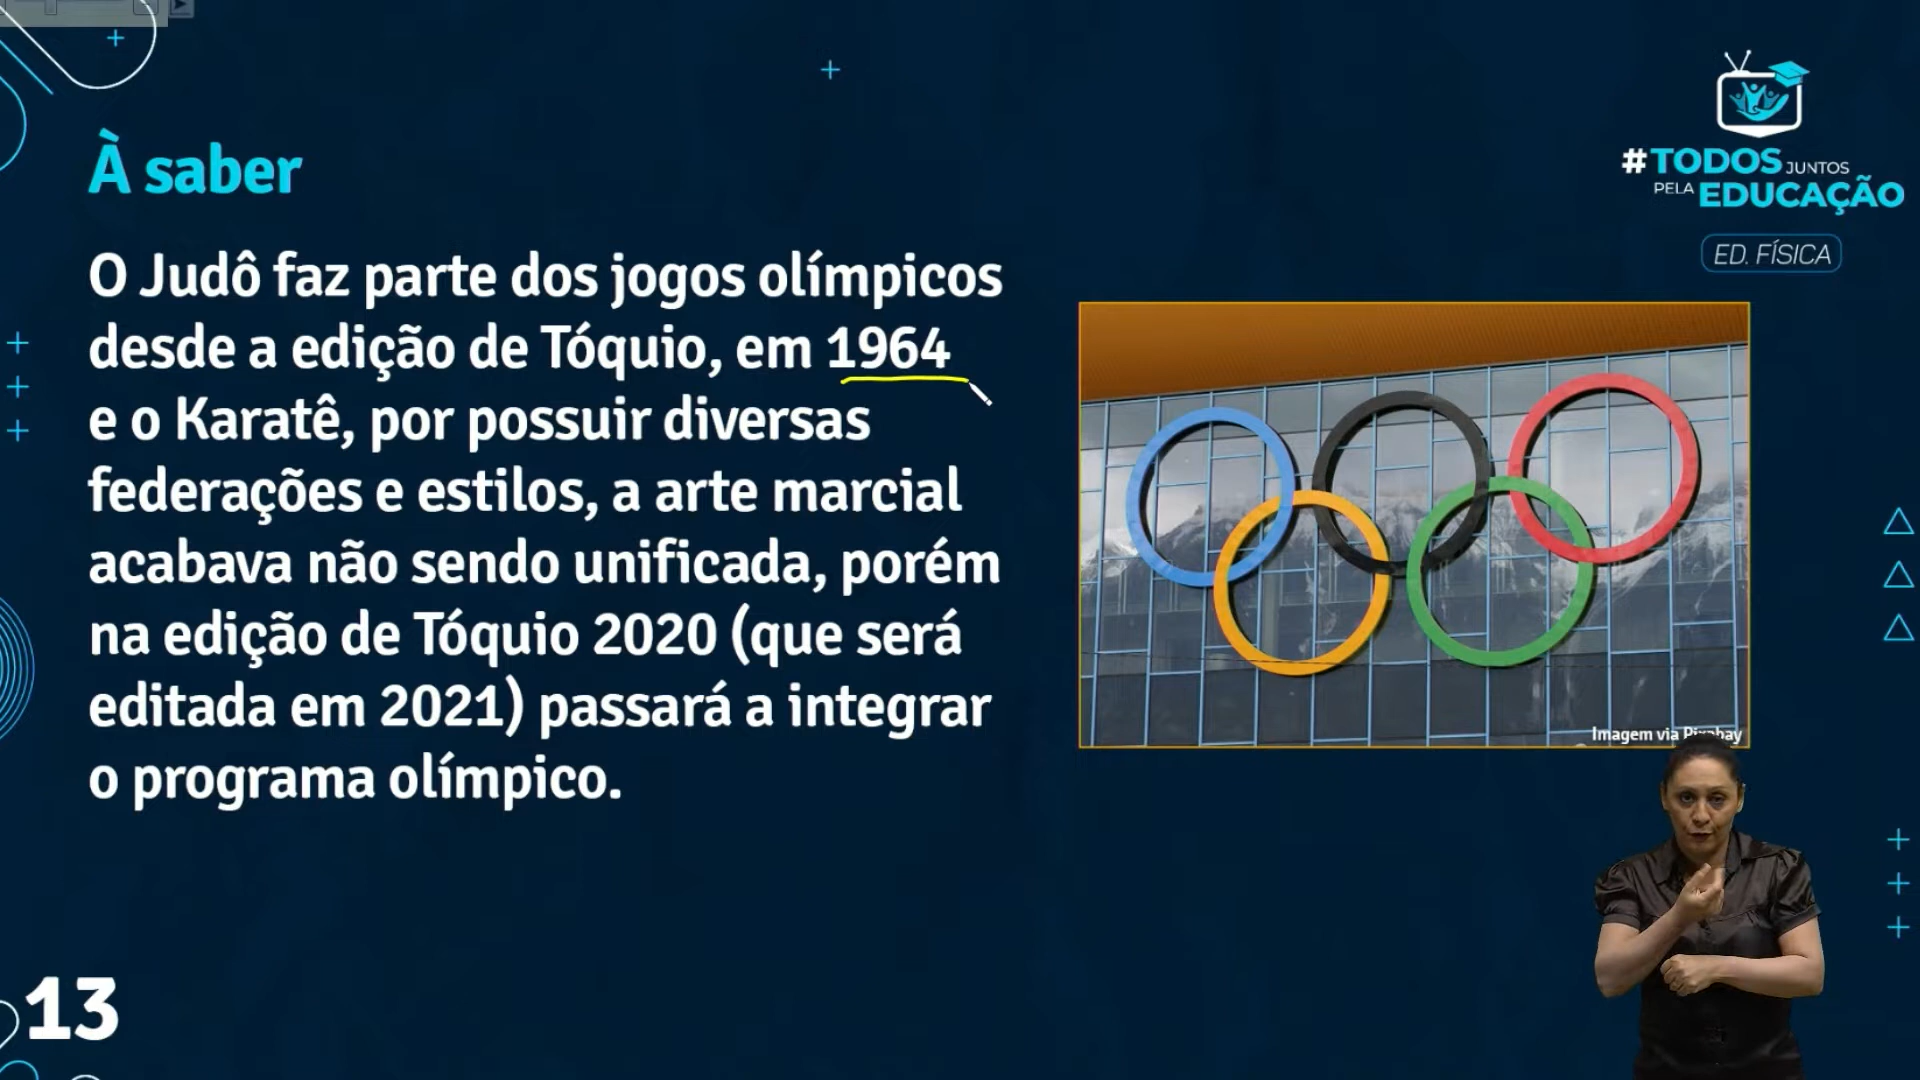 À saber
O Judô faz parte dos jogos olímpicos
desde a edição de Tóquio, em 1964
e o Karatê, por possuir diversas
federações e estilos, a arte marcial
acabava não sendo unificada, porém
na edição de Tóquio 2020 (que será
editada em 2021) passará a integrar
o programa olímpico.
#TODOS JUNTOS
PELA EDUCAÇÃO
ED. FÍSICA
Imagem via Pixabay
13